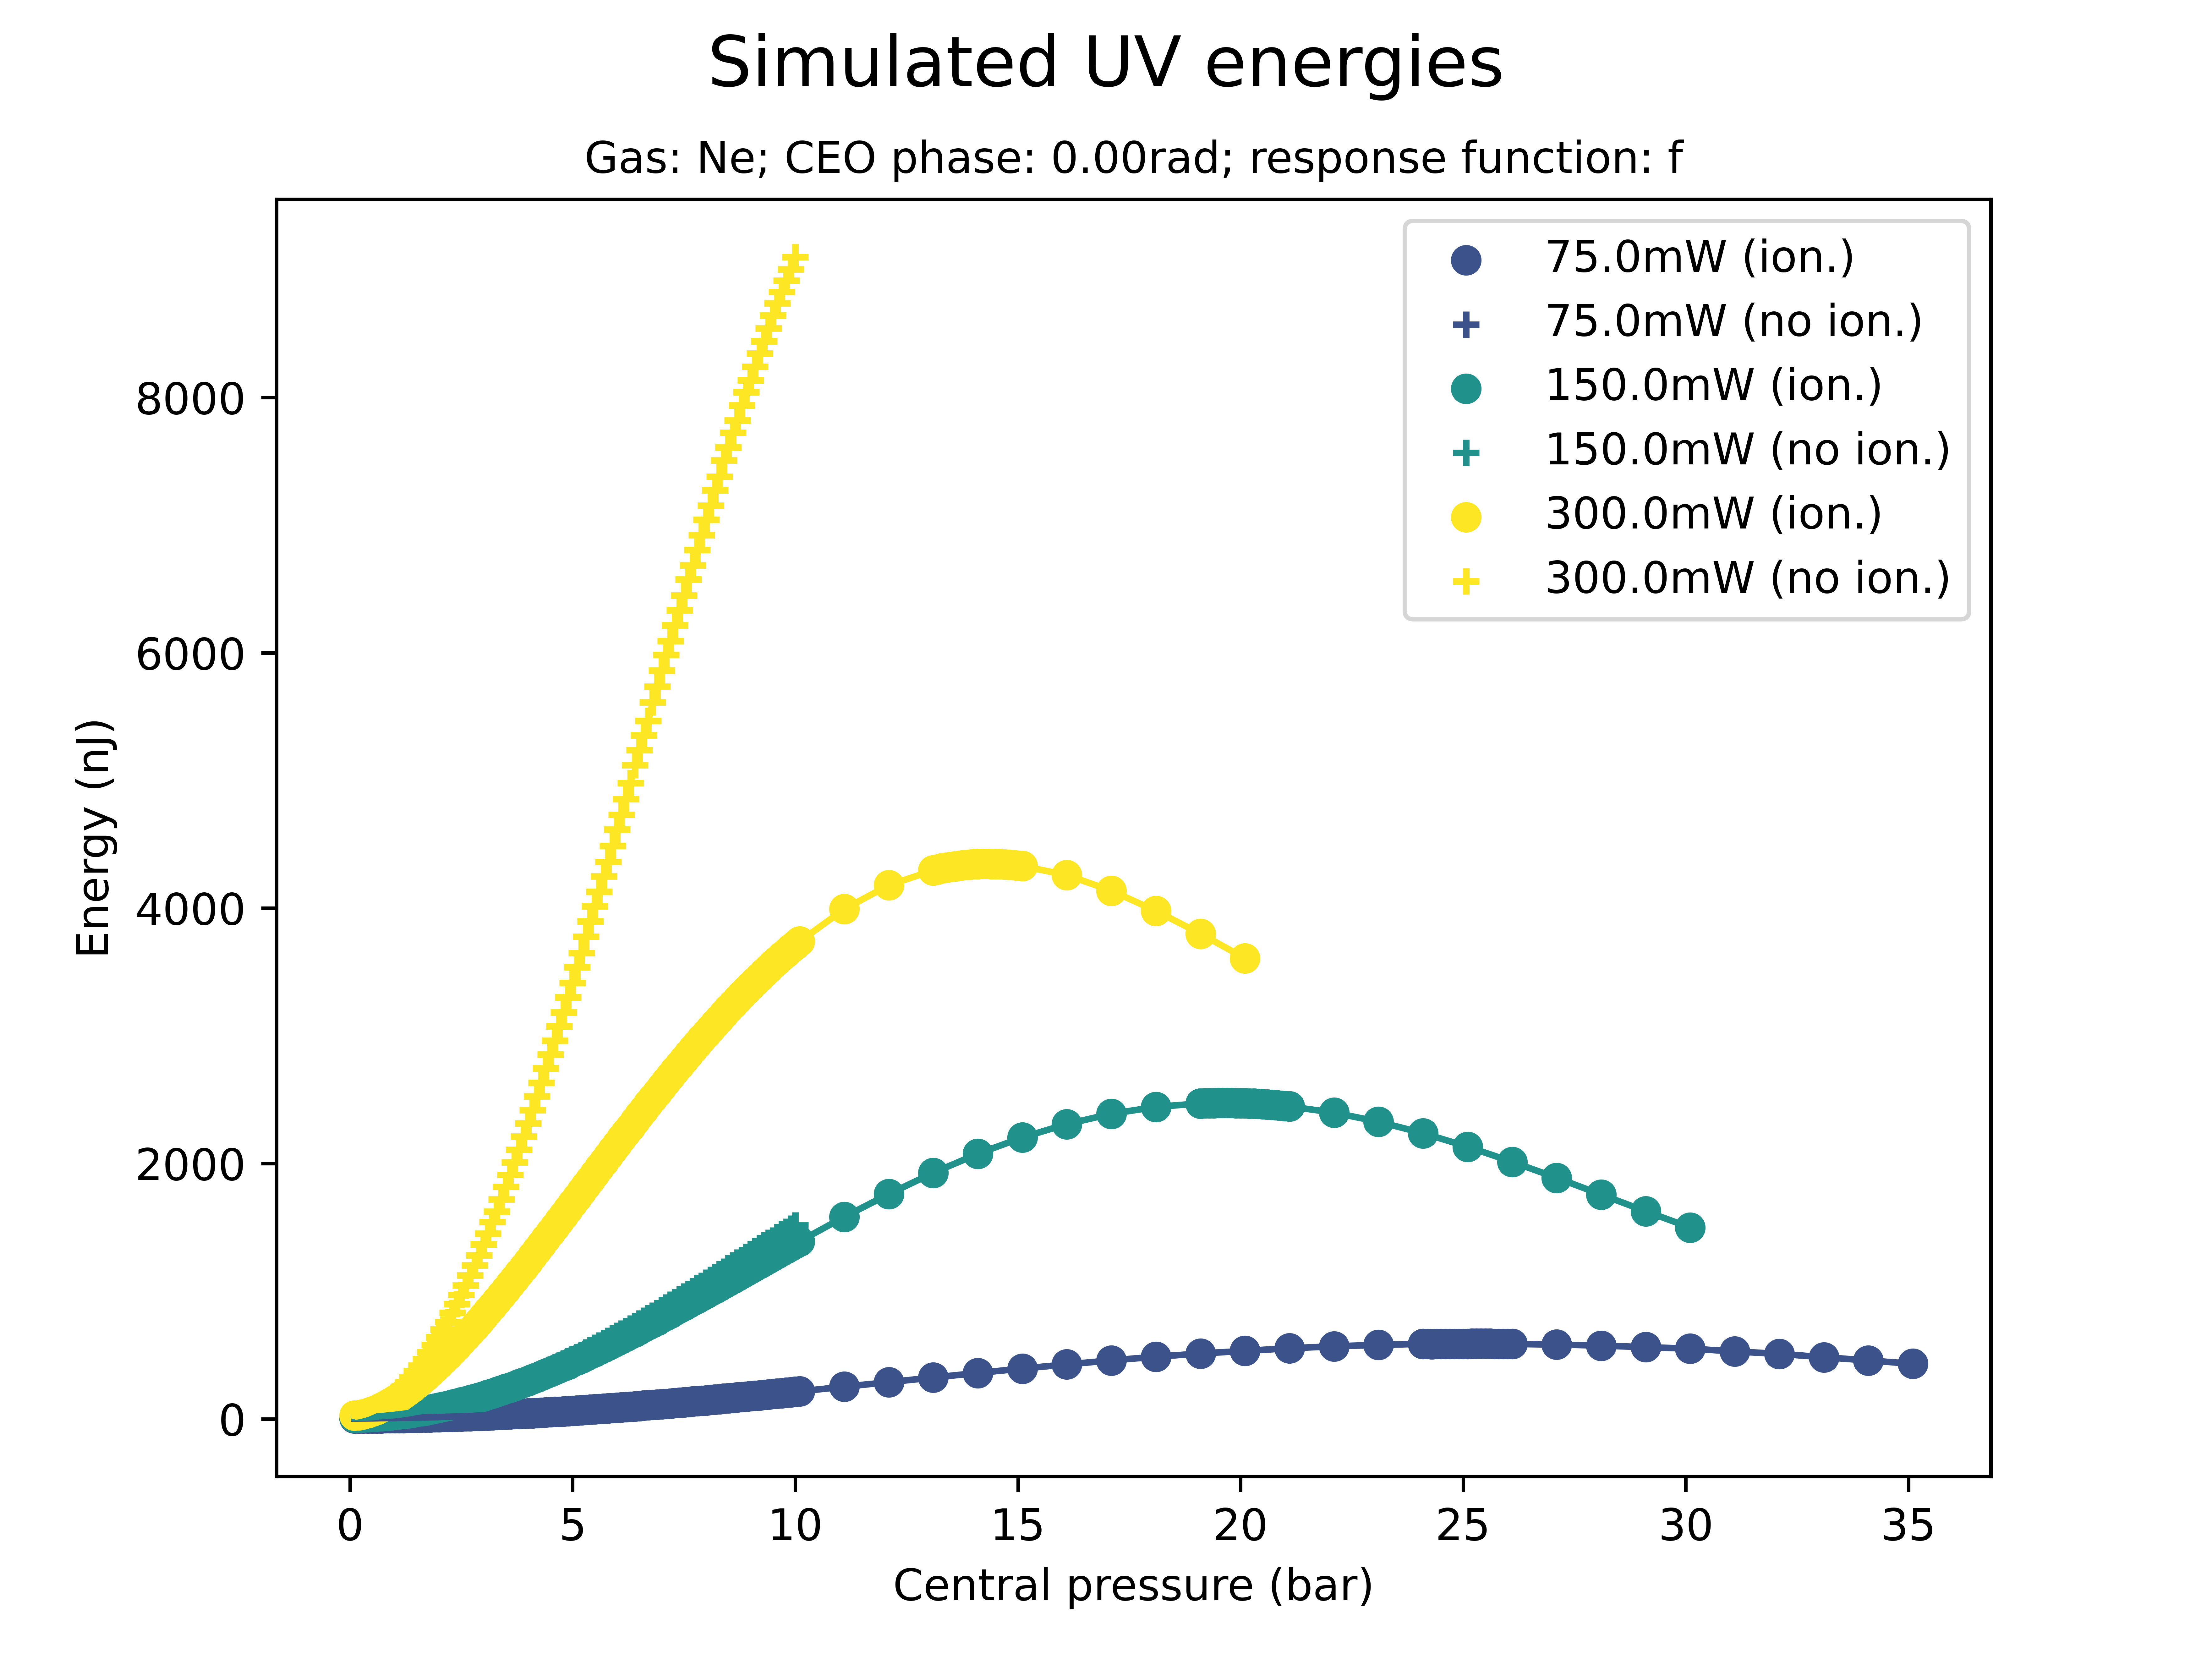 Simulated UV energies
Gas: Ne; CEO phase: 0.00rad; response function: f
75.0mW (ion.)
75.0mW (no ion.)
150.0mW (ion.)
150.0mW (no ion.)
300.0mW (ion.)
300.0mW (no ion.)
Energy (nJ)
8000
6000
4000
2000
0
0 5 10 15 20 25 30 35
Central pressure (bar)